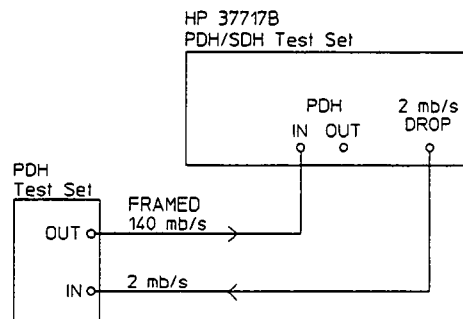 HP 37717B
PDH/SDH Test Set
PDH
IN OUT
2 mb/s
DROP
PDH
Test Set
OUT
FRAMED
140 mb/s
IN
2 mb/s